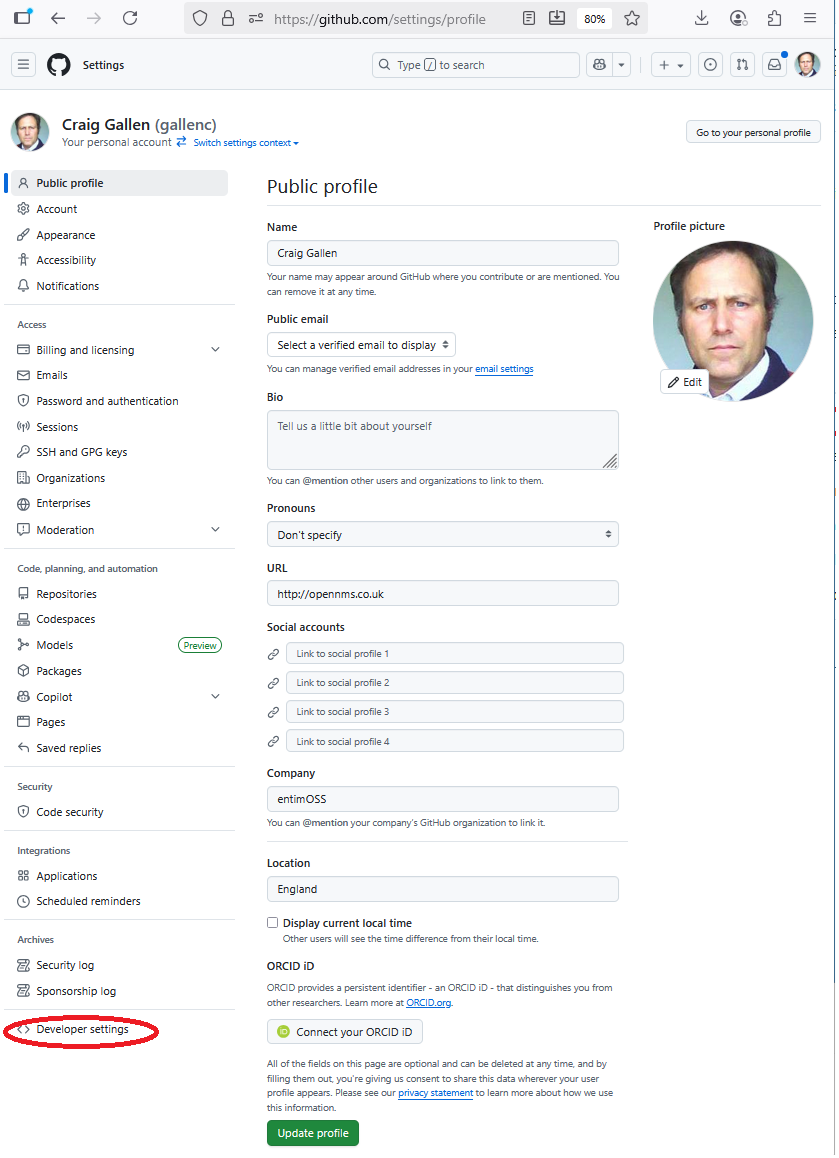 https://github.com/settings/profile
80%
Settings
Type / to search
Craig Gallen (gallenc)
Your personal account
Switch settings context
Go to your personal profile
Public profile
Account
Appearance
Accessibility
Notifications
Access
Billing and licensing
Emails
Password and authentication
Sessions
SSH and GPG keys
Organizations
Enterprises
Moderation
Code, planning, and automation
Repositories
Codespaces
Models
Preview
Packages
Copilot
Pages
Saved replies
Security
Code security
Integrations
Applications
Scheduled reminders
Archives
Security log
Sponsorship log
Developer settings
Public profile
Name
Craig Gallen
Your name may appear around GitHub where you contribute or are mentioned. You
can remove it at any time.
Public email
Select a verified email to display
You can manage verified email addresses in your email settings
Bio
Tell us a little bit about yourself
You can @mention other users and organizations to link to them.
Pronouns
Don't specify
URL
http://opennms.co.uk
Social accounts
Link to social profile 1
Link to social profile 2
Link to social profile 3
Link to social profile 4
Company
entimOSS
You can @mention your company's GitHub organization to link it.
Location
England
Display current local time
Other users will see the time difference from their local time.
ORCID iD
ORCID provides a persistent identifier - an ORCID iD - that distinguishes you from
other researchers. Learn more at ORCID.org.
iD Connect your ORCID iD
All of the fields on this page are optional and can be deleted at any time, and by
filling them out, you're giving us consent to share this data wherever your user
profile appears. Please see our privacy statement to learn more about how we use
this information.
Update profile
Profile picture
Edit